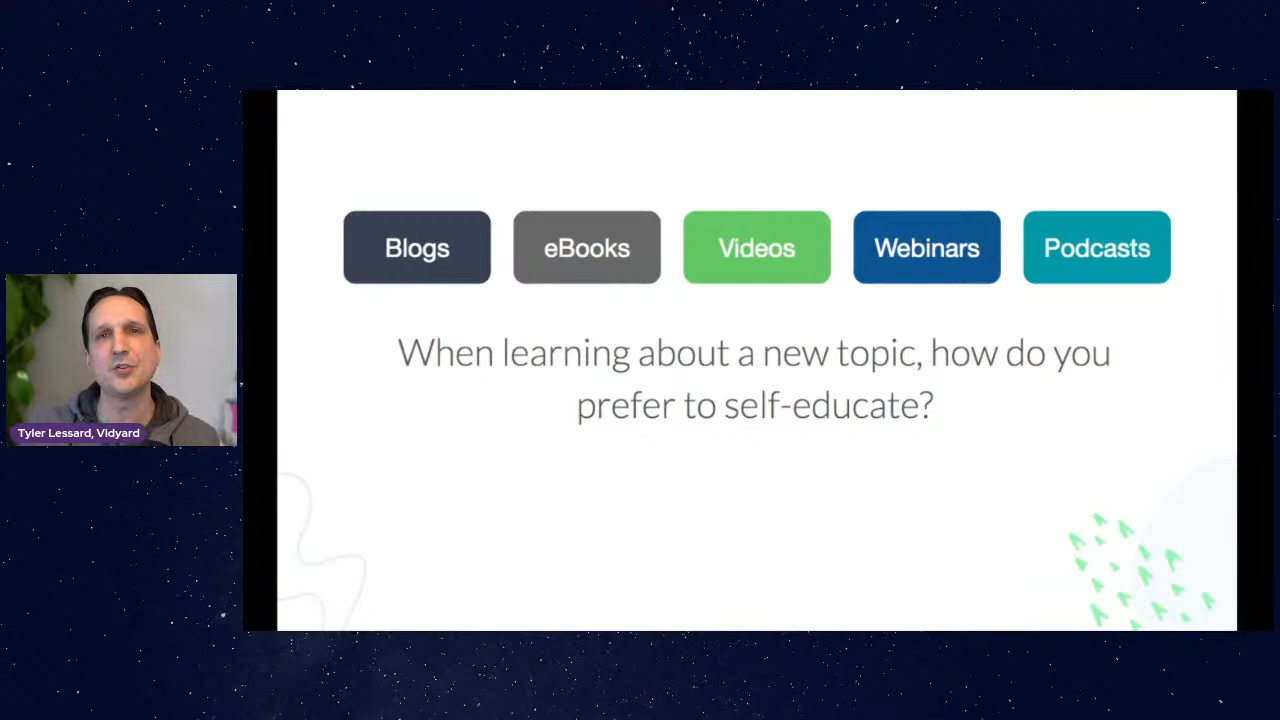 Blogs
eBooks
Videos
Webinars
Podcasts
When learning about a new topic, how do you
prefer to self-educate?
Tyler Lessard, Vidyard